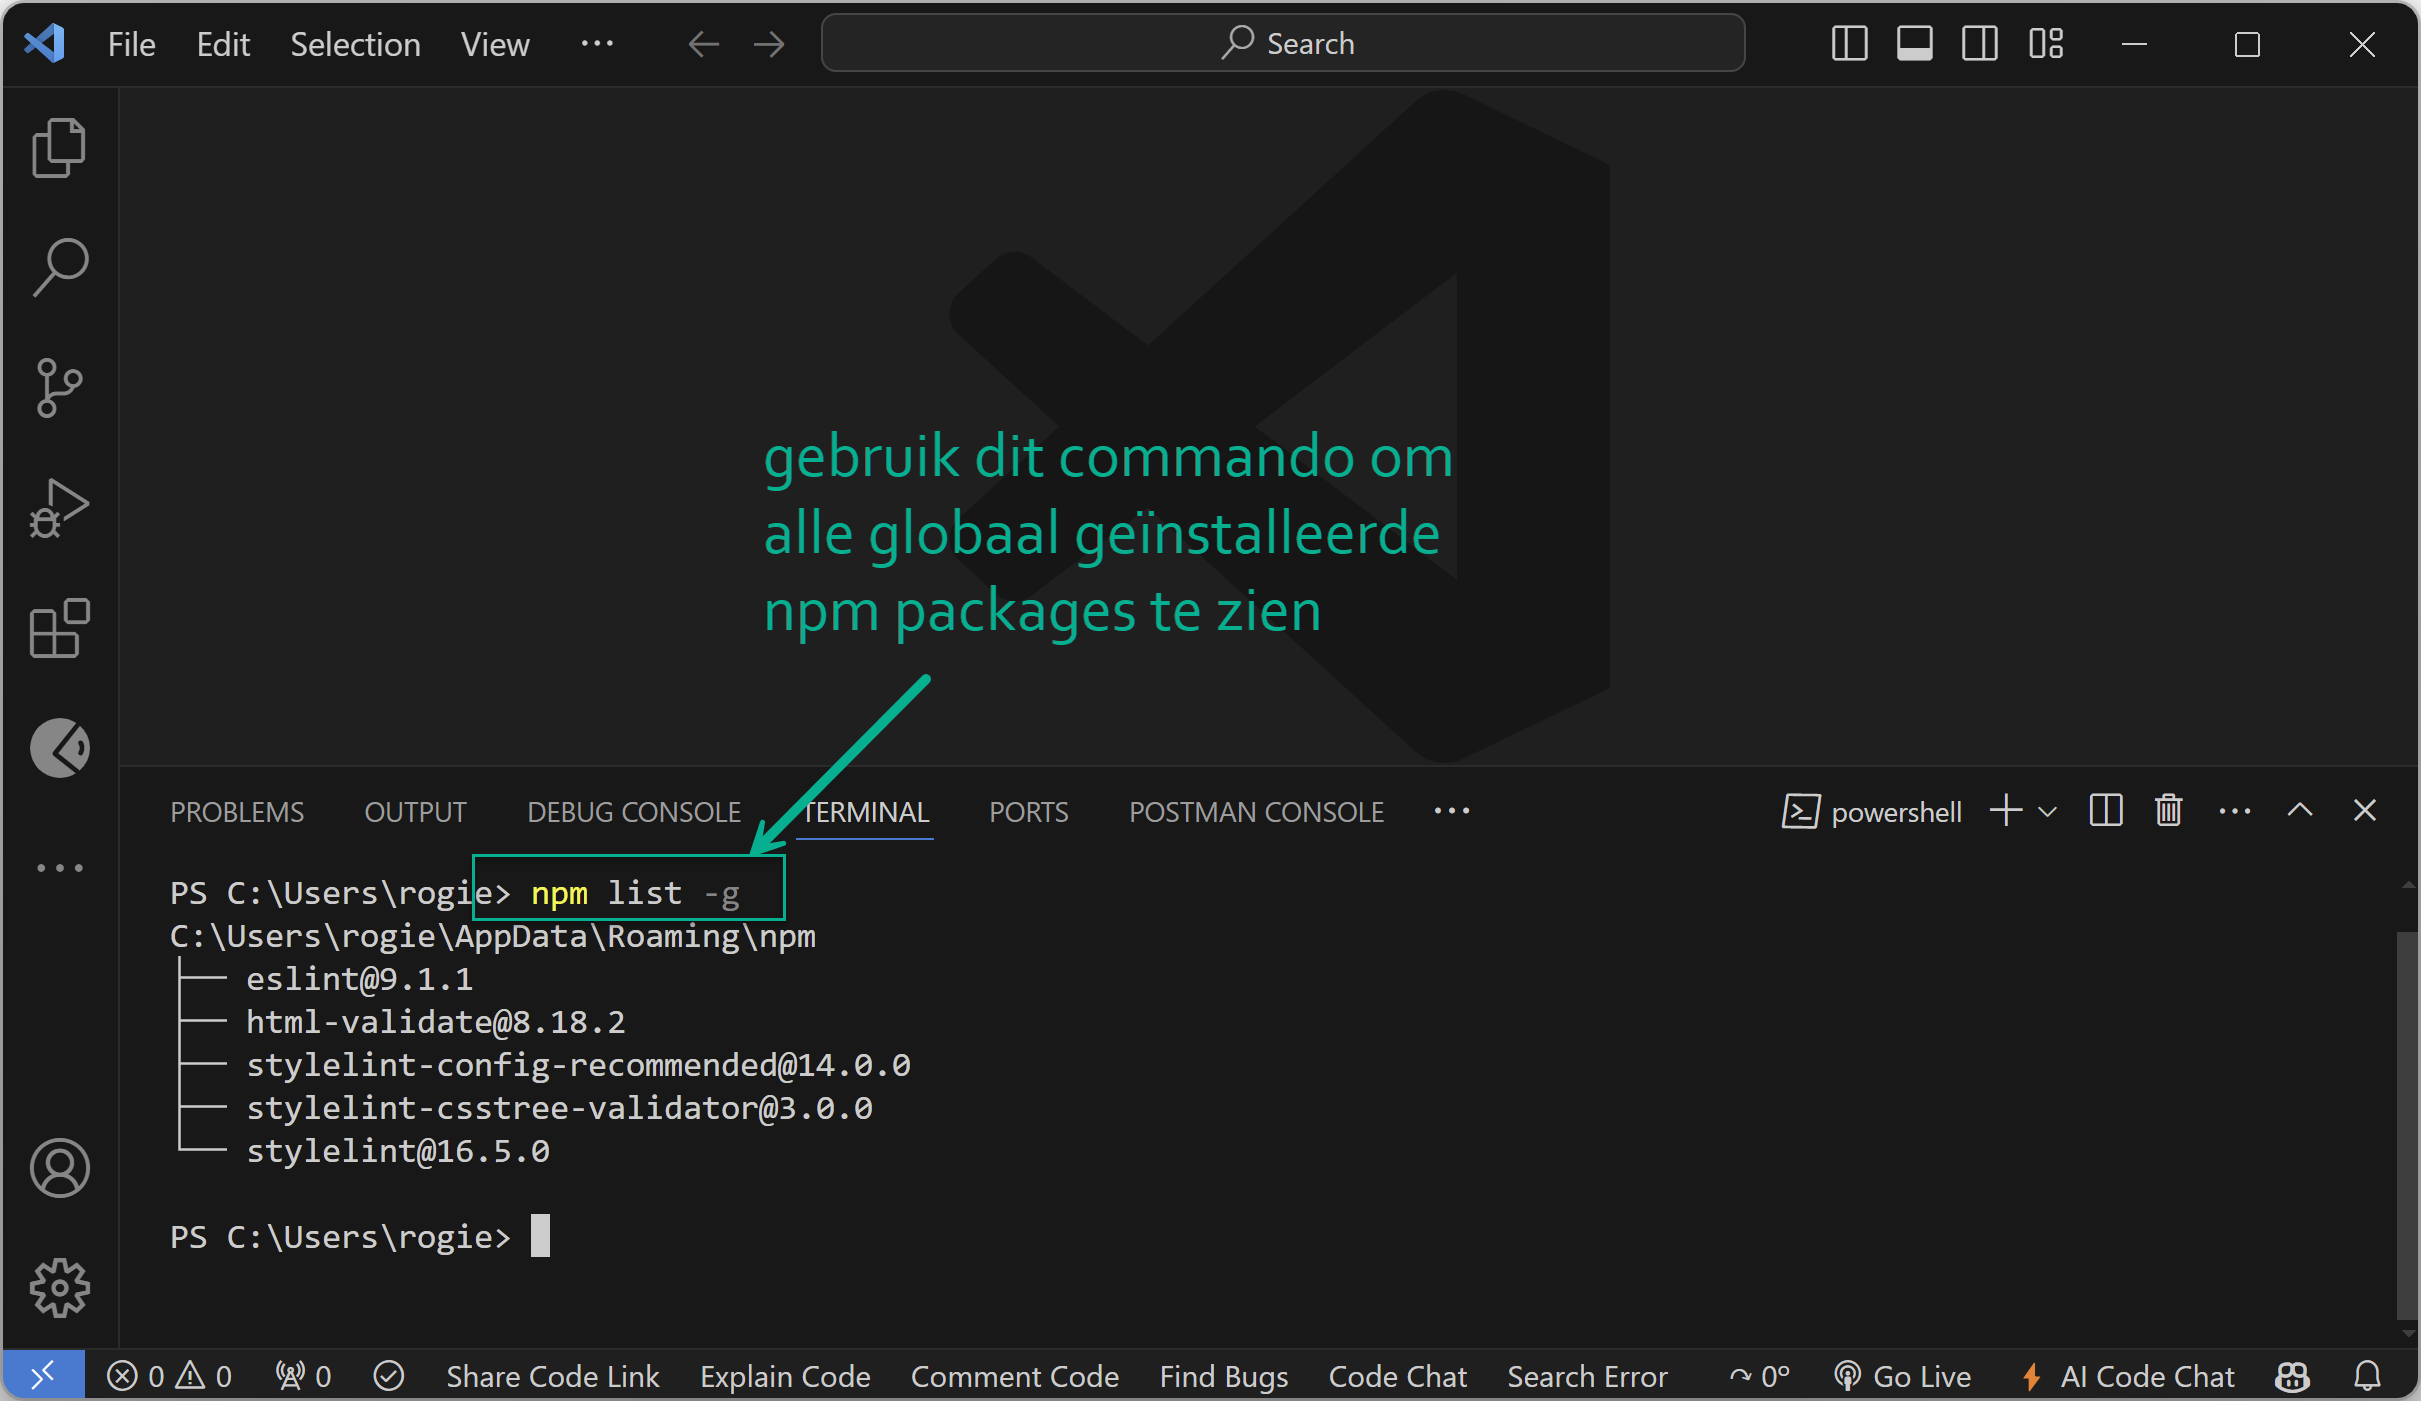 File Edit Selection View ··· Search
gebruik dit commando om
alle globaal geïnstalleerde
npm packages te zien
PROBLEMS OUTPUT DEBUG CONSOLE TERMINAL PORTS POSTMAN CONSOLE ··· powershell
PS C:\Users\rogie> npm list -g
C:\Users\rogie\AppData\Roaming\npm
├── eslint@9.1.1
├── html-validate@8.18.2
├── stylelint-config-recommended@14.0.0
├── stylelint-csstree-validator@3.0.0
└── stylelint@16.5.0
PS C:\Users\rogie>
0 0 0 Share Code Link Explain Code Comment Code Find Bugs Code Chat Search Error 0° Go Live AI Code Chat